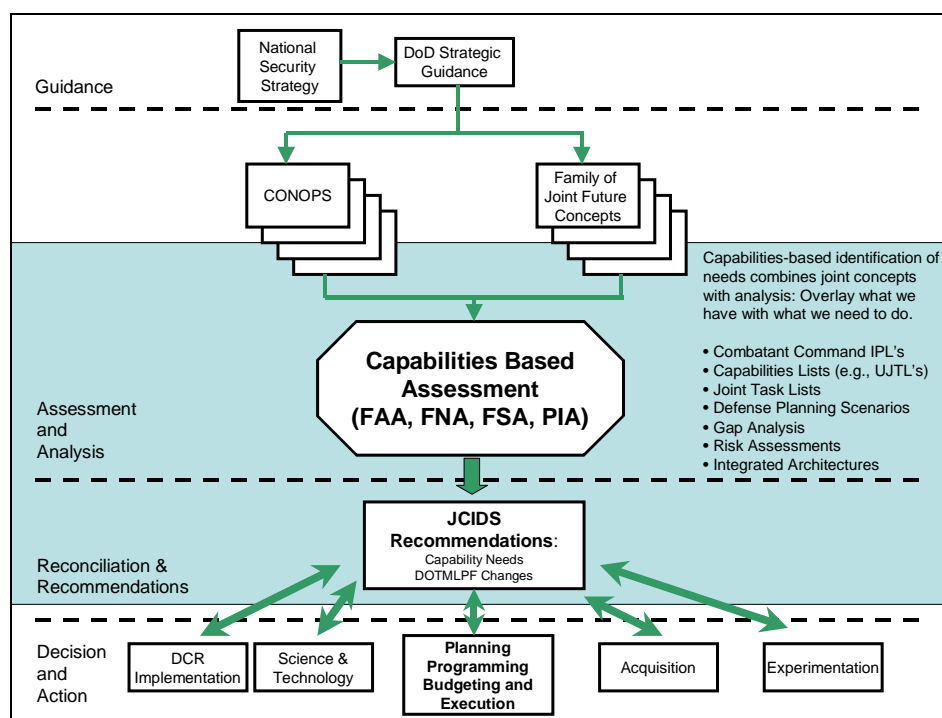 National
Security
Strategy
DoD Strategic
Guidance
Guidance
CONOPS
Family of
Joint Future
Concepts
Capabilities-based identification of
needs combines joint concepts
with analysis: Overlay what we
have with what we need to do.
• Combatant Command IPL's
• Capabilities Lists (e.g., UJTL's)
• Joint Task Lists
• Defense Planning Scenarios
• Gap Analysis
• Risk Assessments
• Integrated Architectures
Capabilities Based
Assessment
(FAA, FNA, FSA, PIA)
Assessment
and
Analysis
JCIDS
Recommendations:
Capability Needs
DOTMLPF Changes
Reconciliation &
Recommendations
Decision
and
Action
DCR
Implementation
Science &
Technology
Planning
Programming
Budgeting and
Execution
Acquisition
Experimentation